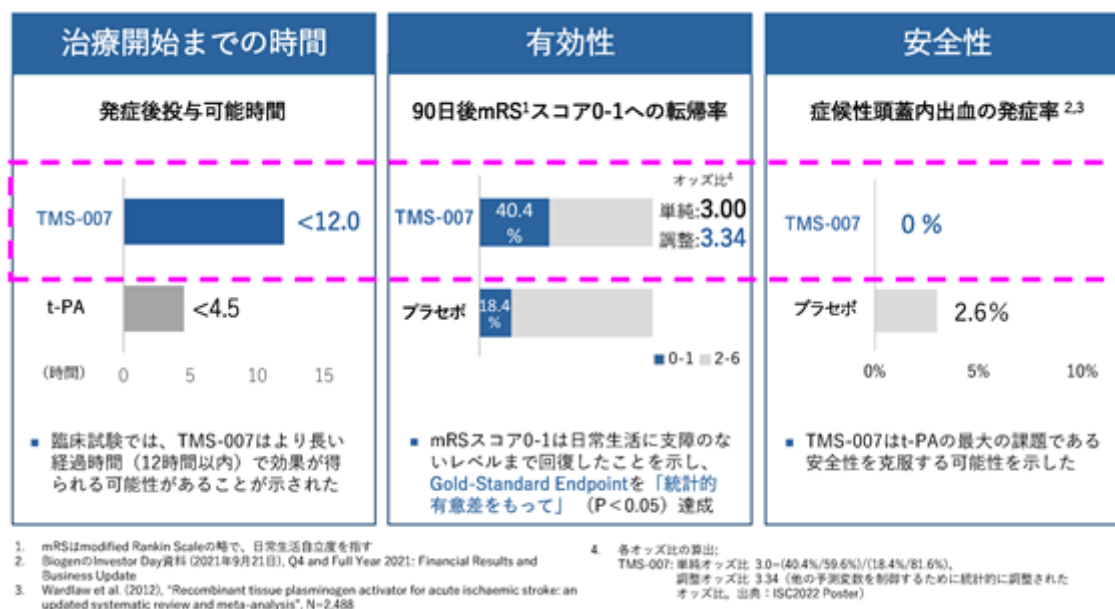 治療開始までの時間
発症後投与可能時間
TMS-007
<12.0
t-PA
<4.5
(時間)
0
5
10
15
■ 臨床試験では、TMS-007はより長い
経過時間（12時間以内）で効果が得
られる可能性があることが示された
有効性
90日後mRS¹スコア0-1への転帰率
オッズ比⁴
TMS-007
40.4
%
単純:3.00
調整:3.34
プラセボ
18.4
%
■0-1 ■2-6
■ mRSスコア0-1は日常生活に支障のな
いレベルまで回復したことを示し、
Gold-Standard Endpointを「統計的
有意差をもって」（P＜0.05）達成
安全性
症候性頭蓋内出血の発症率 ²,³
TMS-007
0 %
プラセボ
2.6%
0%
5%
10%
■ TMS-007はt-PAの最大の課題である
安全性を克服する可能性を示した
1. mRSはmodified Rankin Scaleの略で、日常生活自立度を指す
2. BiogenのInvestor Day資料 (2021年9月21日), Q4 and Full Year 2021: Financial Results and
Business Update
3. Wardlaw et al. (2012), "Recombinant tissue plasminogen activator for acute ischaemic stroke: an
updated systematic review and meta-analysis". N=2,488
4. 各オッズ比の算出;
TMS-007: 単純オッズ比 3.0=(40.4%/59.6%)/(18.4%/81.6%)、
調整オッズ比 3.34（他の予測変数を制御するために統計的に調整された
オッズ比。出典：ISC2022 Poster）